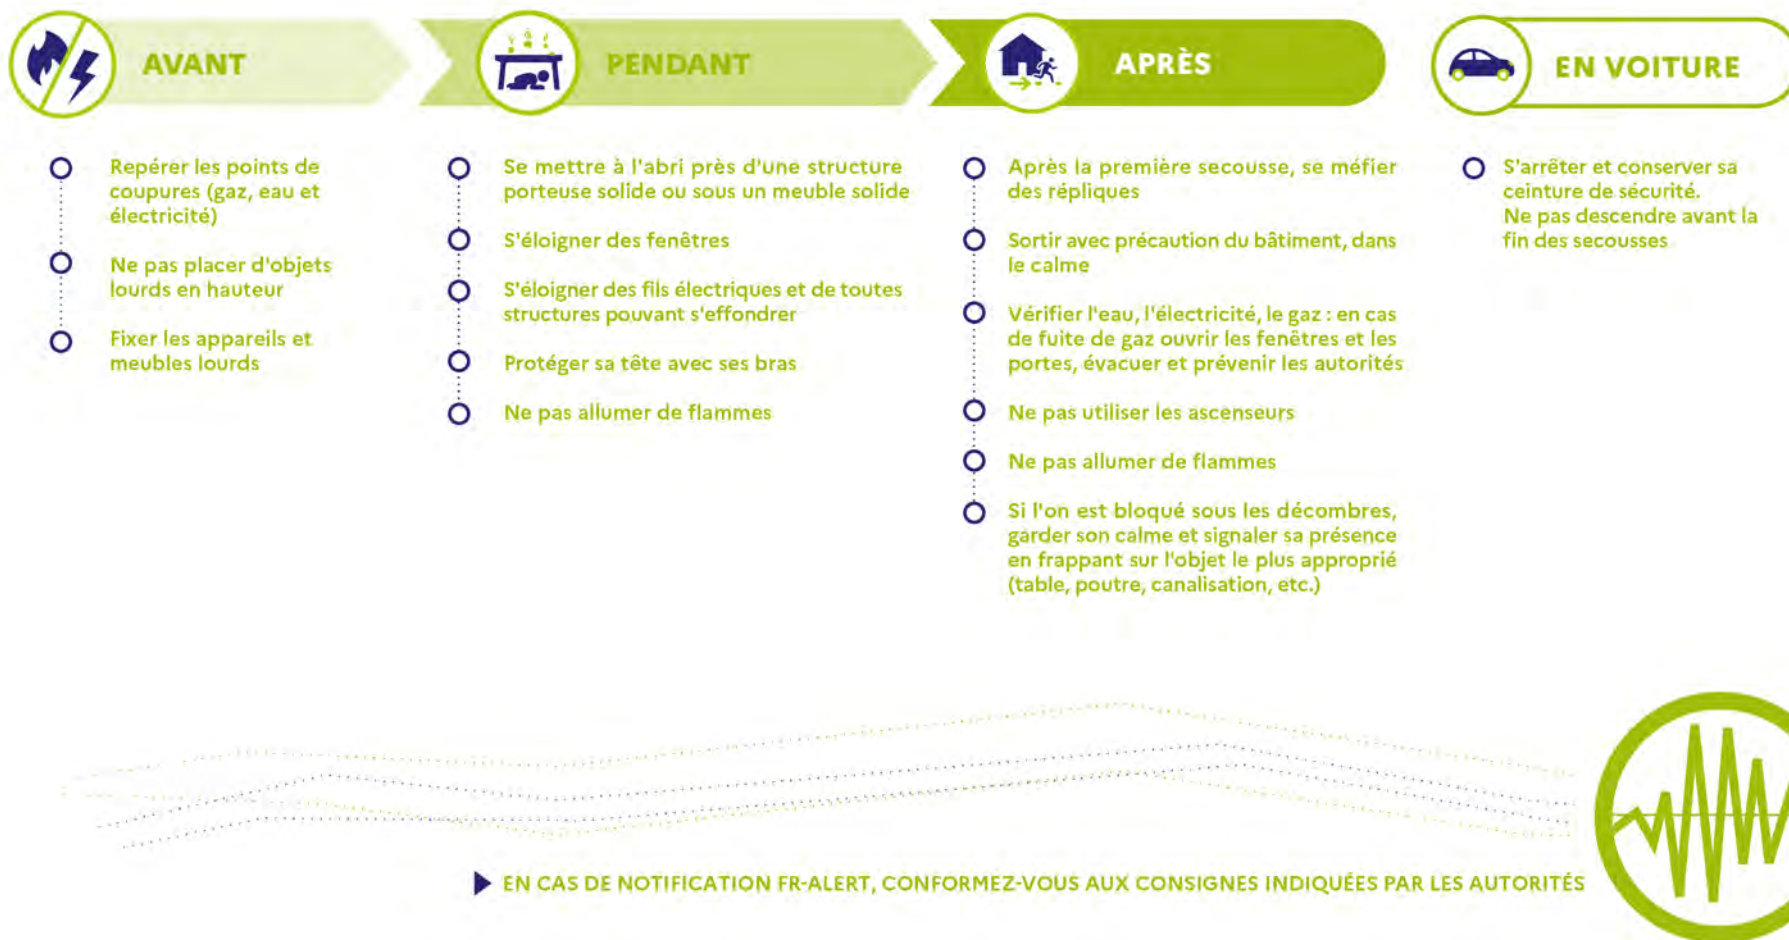 AVANT
Repérer les points de
coupures (gaz, eau et
électricité)
Ne pas placer d'objets
lourds en hauteur
Fixer les appareils et
meubles lourds
PENDANT
Se mettre à l'abri près d'une structure
porteuse solide ou sous un meuble solide
S'éloigner des fenêtres
S'éloigner des fils électriques et de toutes
structures pouvant s'effondrer
Protéger sa tête avec ses bras
Ne pas allumer de flammes
APRÈS
Après la première secousse, se méfier
des répliques
Sortir avec précaution du bâtiment, dans
le calme
Vérifier l'eau, l'électricité, le gaz : en cas
de fuite de gaz ouvrir les fenêtres et les
portes, évacuer et prévenir les autorités
Ne pas utiliser les ascenseurs
Ne pas allumer de flammes
Si l'on est bloqué sous les décombres,
garder son calme et signaler sa présence
en frappant sur l'objet le plus approprié
(table, poutre, canalisation, etc.)
EN VOITURE
S'arrêter et conserver sa
ceinture de sécurité.
Ne pas descendre avant la
fin des secousses
EN CAS DE NOTIFICATION FR-ALERT, CONFORMEZ-VOUS AUX CONSIGNES INDIQUÉES PAR LES AUTORITÉS